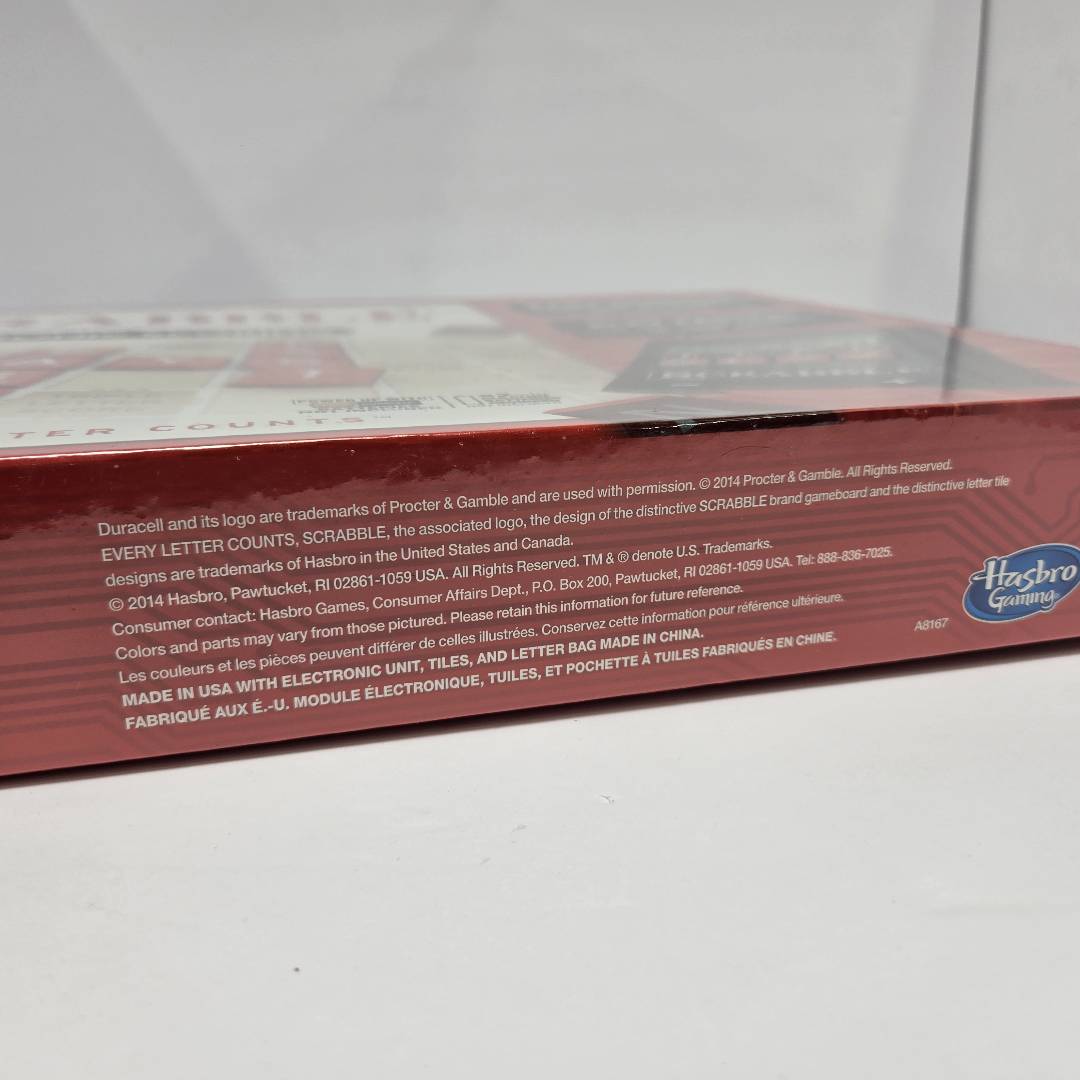 TER COUNTS
Duracell and its logo are trademarks of Procter & Gamble and are used with permission. © 2014 Procter & Gamble. All Rights Reserved.
EVERY LETTER COUNTS, SCRABBLE, the associated logo, the design of the distinctive SCRABBLE brand gameboard and the distinctive letter tile
designs are trademarks of Hasbro in the United States and Canada.
© 2014 Hasbro, Pawtucket, RI 02861-1059 USA. All Rights Reserved. TM & ® denote U.S. Trademarks.
Consumer contact: Hasbro Games, Consumer Affairs Dept., P.O. Box 200, Pawtucket, RI 02861-1059 USA. Tel: 888-836-7025.
Colors and parts may vary from those pictured. Please retain this information for future reference.
Les couleurs et les pièces peuvent différer de celles illustrées. Conservez cette information pour référence ultérieure.
MADE IN USA WITH ELECTRONIC UNIT, TILES, AND LETTER BAG MADE IN CHINA.
FABRIQUÉ AUX É.-U. MODULE ÉLECTRONIQUE, TUILES, ET POCHETTE À TUILES FABRIQUÉS EN CHINE.
A8167
Hasbro
Gaming